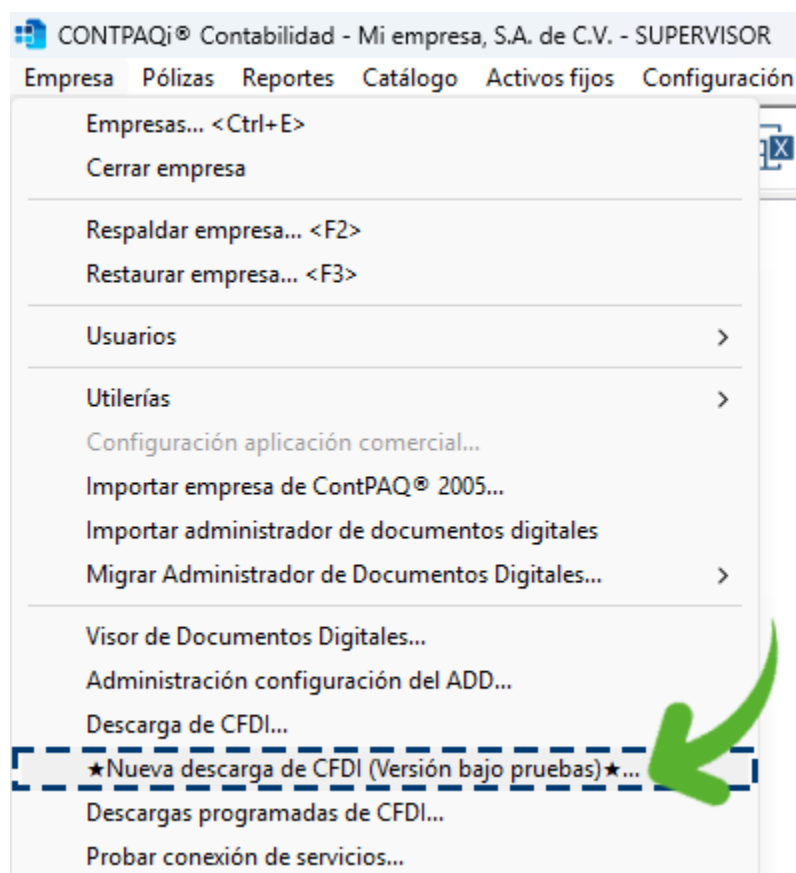 CONTPAQi® Contabilidad - Mi empresa, S.A. de C.V. - SUPERVISOR
Empresa Pólizas Reportes Catálogo Activos fijos Configuración
Empresas... <Ctrl+E>
Cerrar empresa
Respaldar empresa... <F2>
Restaurar empresa... <F3>
Usuarios
Utilerías
Configuración aplicación comercial...
Importar empresa de ContPAQ® 2005...
Importar administrador de documentos digitales
Migrar Administrador de Documentos Digitales...
Visor de Documentos Digitales...
Administración configuración del ADD...
Descarga de CFDI...
★Nueva descarga de CFDI (Versión bajo pruebas)★...
Descargas programadas de CFDI...
Probar conexión de servicios...